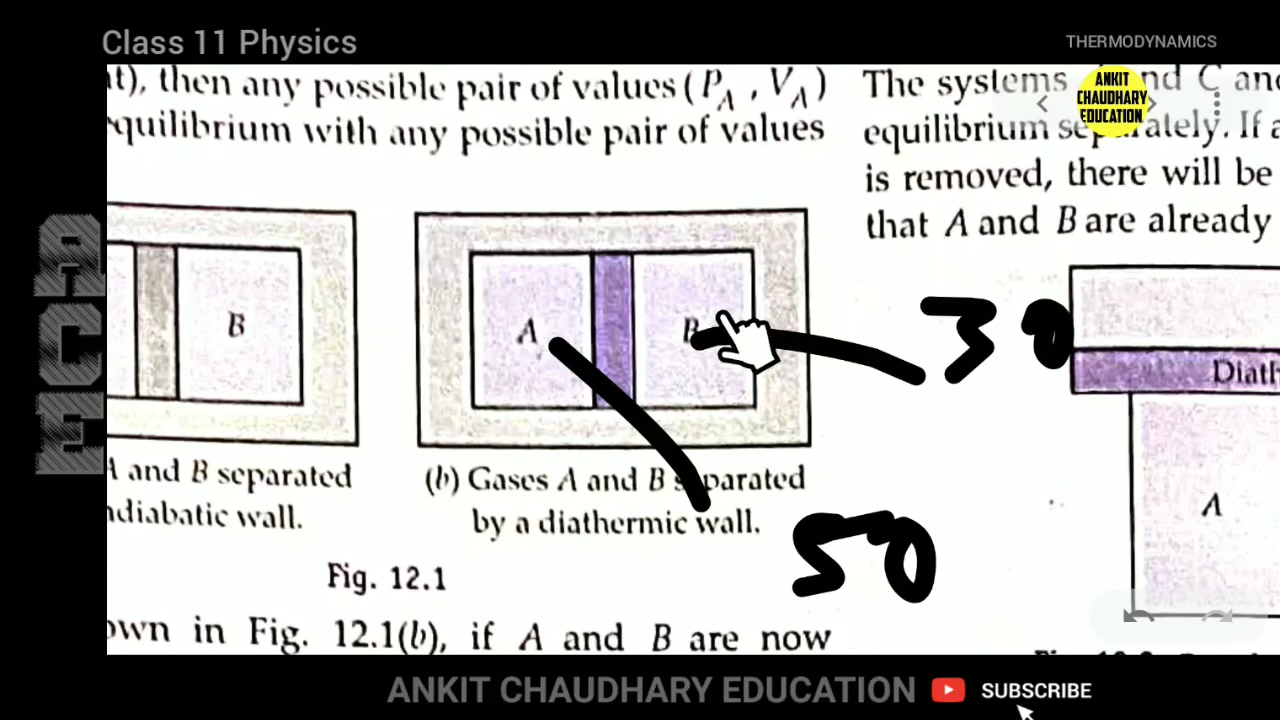 Class 11 Physics
THERMODYNAMICS
t), then any possible pair of values (P_A , V_A)
equilibrium with any possible pair of values
The systems and C and
equilibrium separately. If a
is removed, there will be
that A and B are already
ANKIT
CHAUDHARY
EDUCATION
ECA
B
A
B
30
50
A and B separated
adiabatic wall.
(b) Gases A and B separated
by a diathermic wall.
Fig. 12.1
own in Fig. 12.1(b), if A and B are now
Diath
A
ANKIT CHAUDHARY EDUCATION
SUBSCRIBE